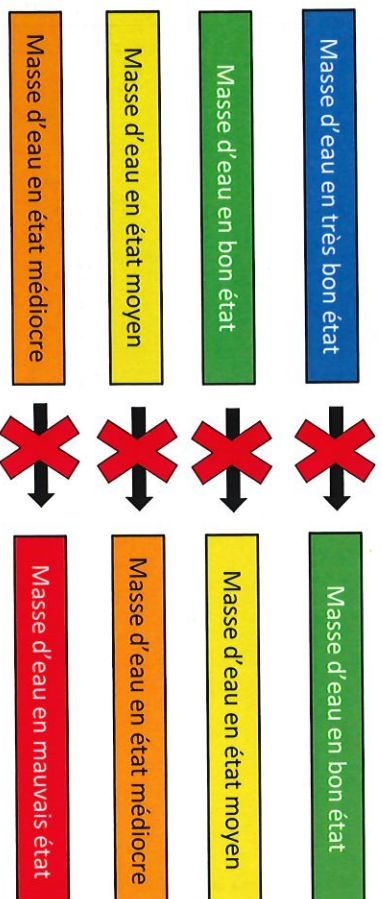 Masse d'eau en très bon état
Masse d'eau en bon état
Masse d'eau en bon état
Masse d'eau en état moyen
Masse d'eau en état moyen
Masse d'eau en état médiocre
Masse d'eau en état médiocre
Masse d'eau en mauvais état